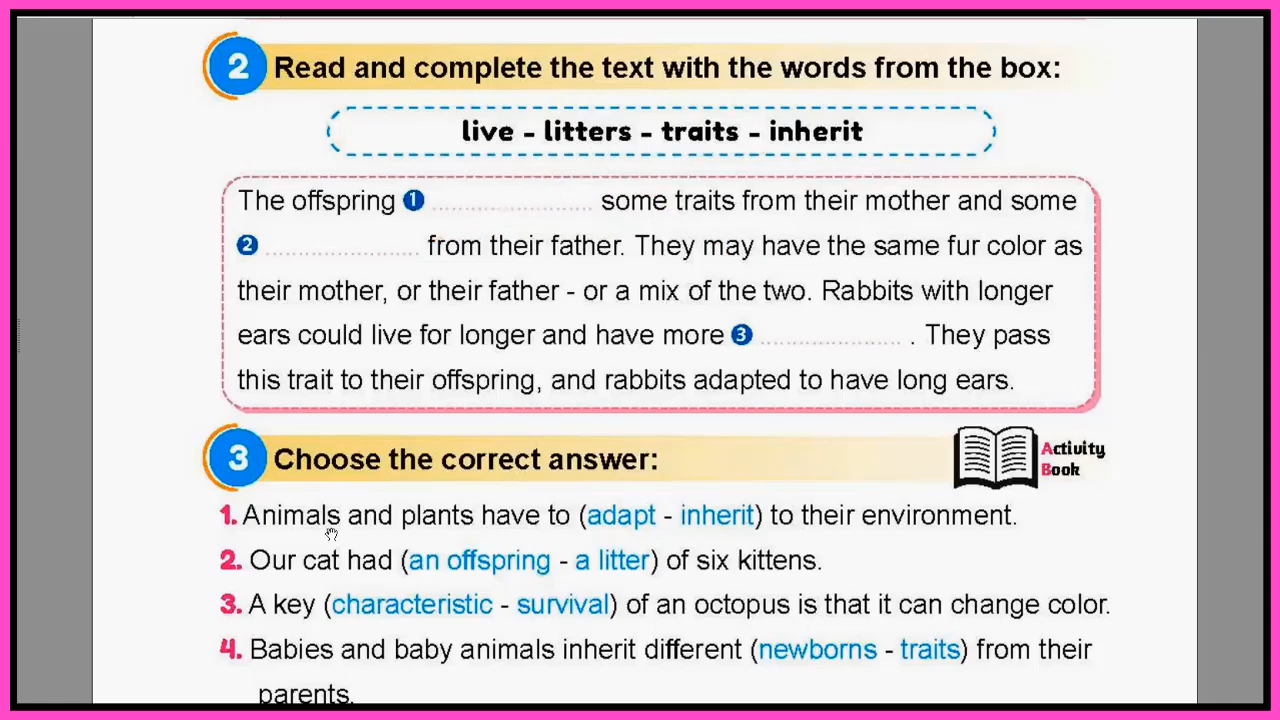 2 Read and complete the text with the words from the box:
live - litters - traits - inherit
The offspring 1 ...................... some traits from their mother and some
2 ..................... from their father. They may have the same fur color as
their mother, or their father - or a mix of the two. Rabbits with longer
ears could live for longer and have more 3 ................... . They pass
this trait to their offspring, and rabbits adapted to have long ears.
3 Choose the correct answer:
Activity
Book
1. Animals and plants have to (adapt - inherit) to their environment.
2. Our cat had (an offspring - a litter) of six kittens.
3. A key (characteristic - survival) of an octopus is that it can change color.
4. Babies and baby animals inherit different (newborns - traits) from their
parents.